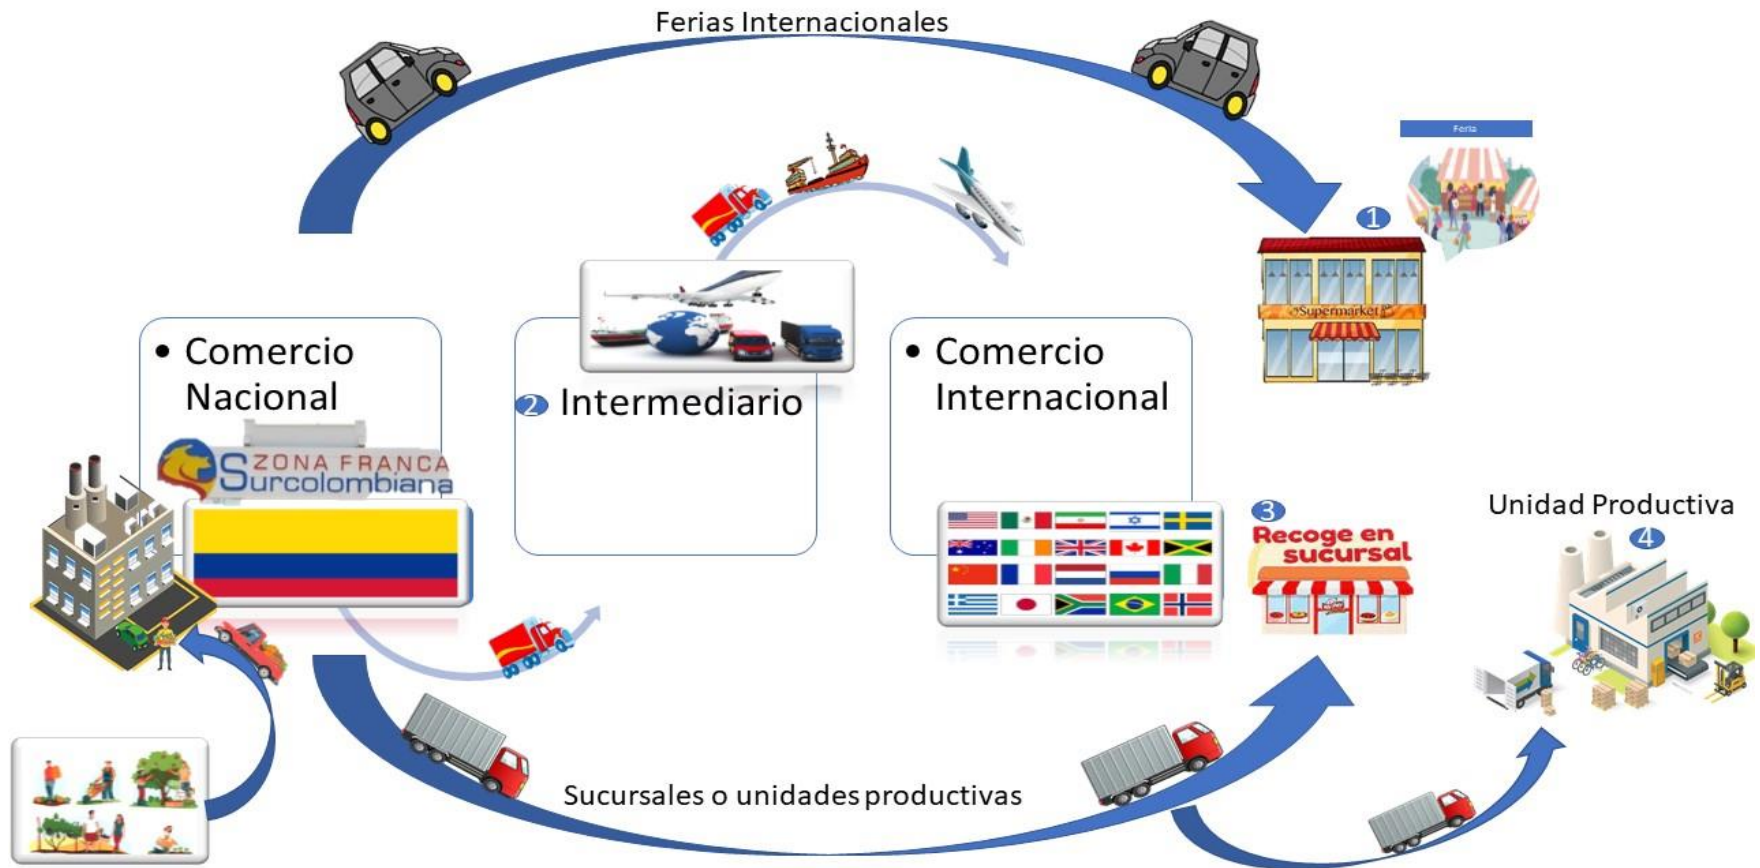 Ferias Internacionales
Feria
1
Supermarket
• Comercio
Nacional
2 Intermediario
• Comercio
Internacional
ZONA FRANCA
Surcolombiana
3
Recoge en
sucursal
Unidad Productiva
4
Sucursales o unidades productivas